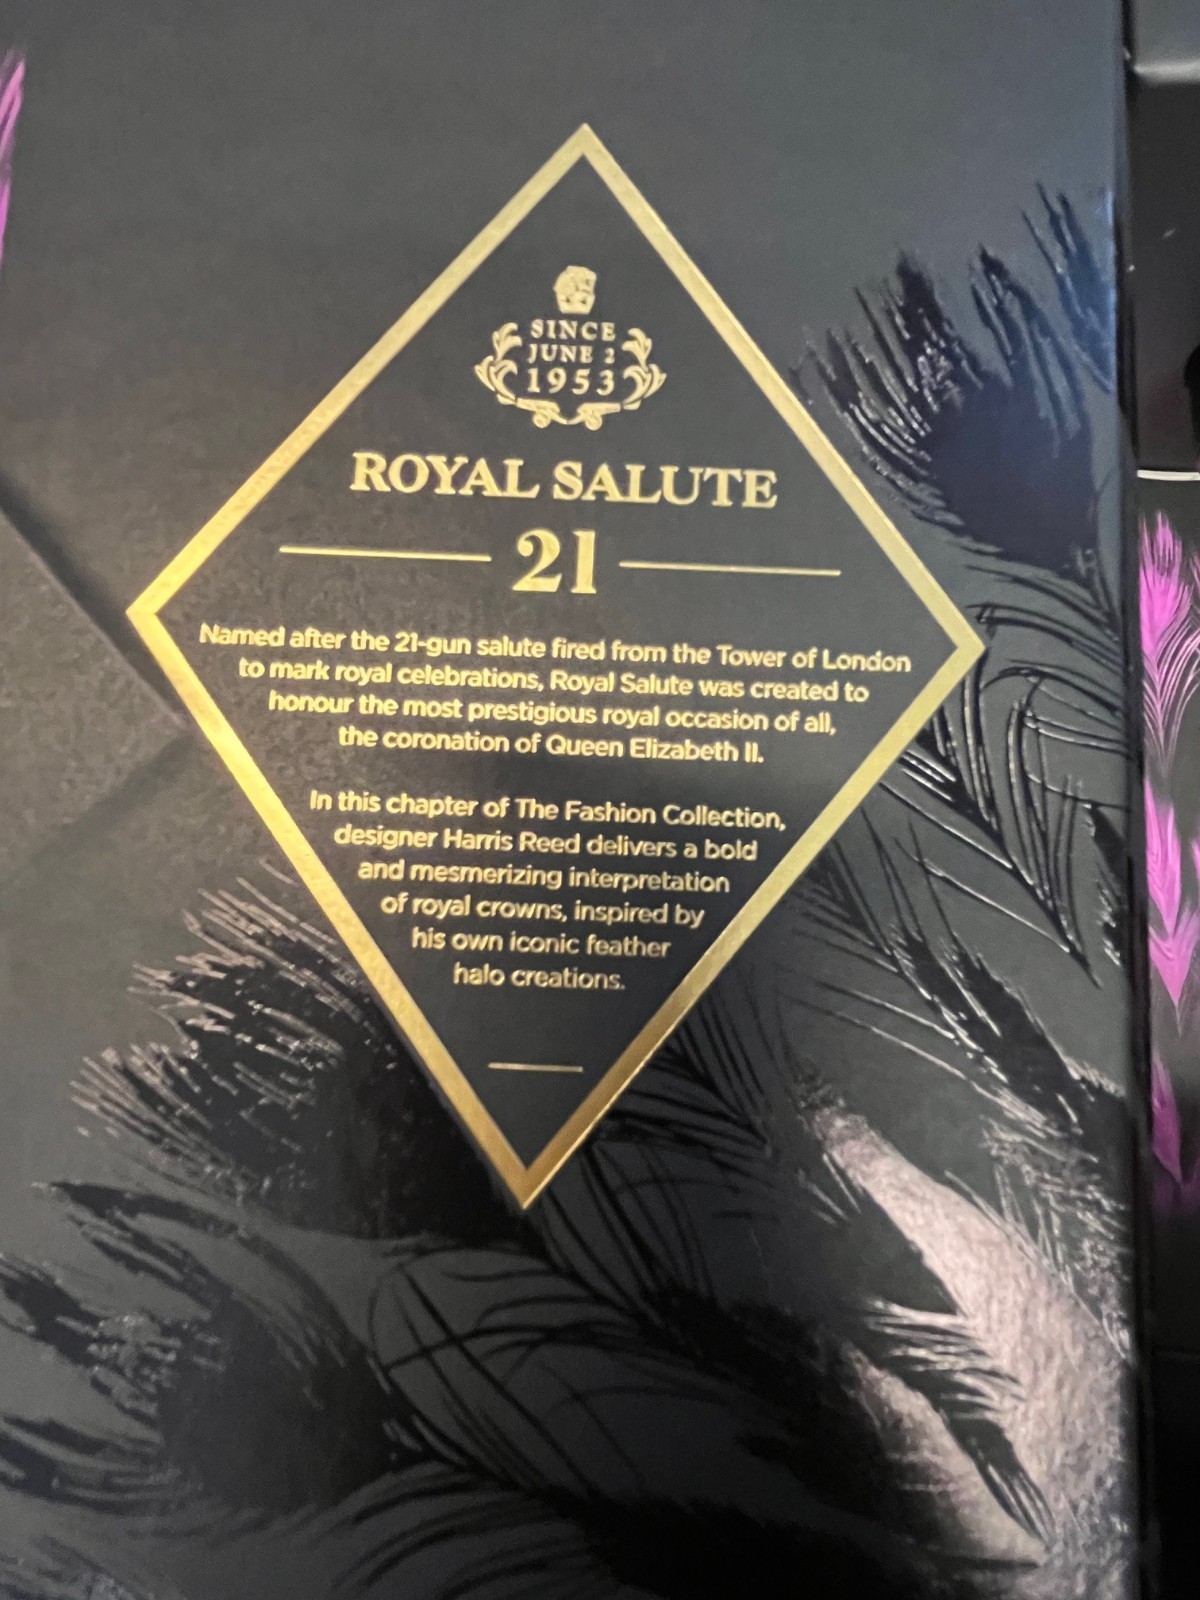 SINCE
JUNE 2
1953
ROYAL SALUTE
21
Named after the 21-gun salute fired from the Tower of London
to mark royal celebrations, Royal Salute was created to
honour the most prestigious royal occasion of all,
the coronation of Queen Elizabeth II.
In this chapter of The Fashion Collection,
designer Harris Reed delivers a bold
and mesmerizing interpretation
of royal crowns, inspired by
his own iconic feather
halo creations.